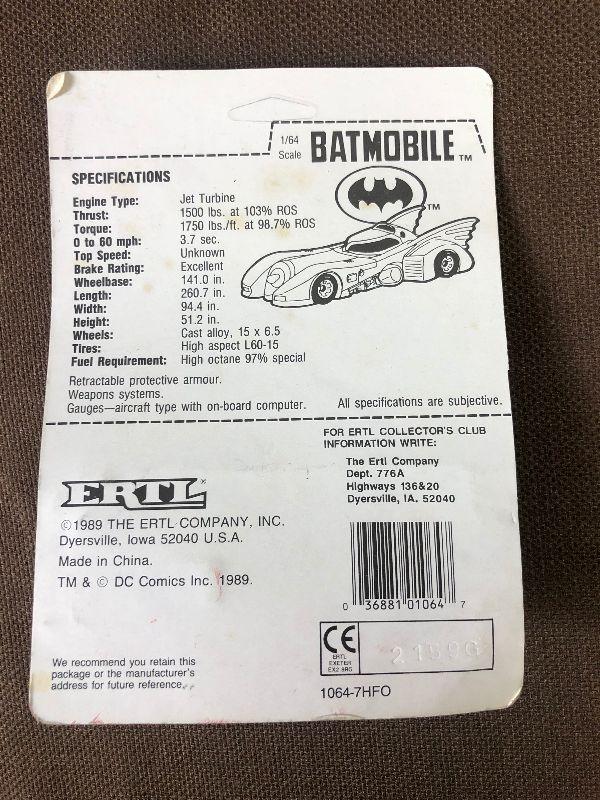 1/64
Scale
BATMOBILE TM
SPECIFICATIONS
TM
Engine Type: Jet Turbine
Thrust: 1500 lbs. at 103% ROS
Torque: 1750 lbs./ft. at 98.7% ROS
0 to 60 mph: 3.7 sec.
Top Speed: Unknown
Brake Rating: Excellent
Wheelbase: 141.0 in.
Length: 260.7 in.
Width: 94.4 in.
Height: 51.2 in.
Wheels: Cast alloy, 15 x 6.5
Tires: High aspect L60-15
Fuel Requirement: High octane 97% special
Retractable protective armour.
Weapons systems.
Gauges—aircraft type with on-board computer. All specifications are subjective.
FOR ERTL COLLECTOR'S CLUB
INFORMATION WRITE:
The Ertl Company
Dept. 776A
Highways 136&20
Dyersville, IA. 52040
ERTL®
©1989 THE ERTL COMPANY, INC.
Dyersville, Iowa 52040 U.S.A.
Made in China.
TM & © DC Comics Inc. 1989.
0 36881 01064 7
CE
ERTL
EXETER
We recommend you retain this
package or the manufacturer's
address for future reference.
1064-7HFO